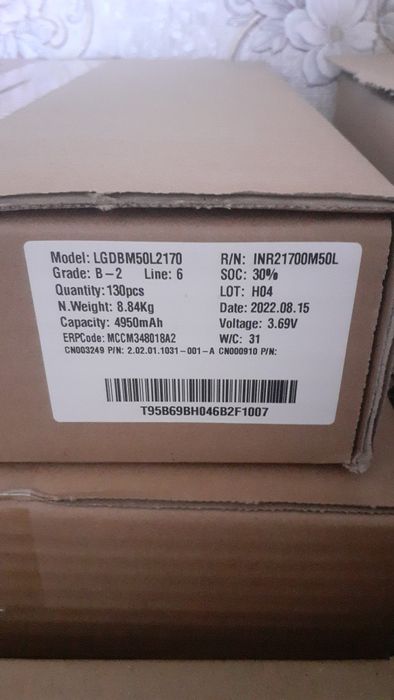 Model: LGDBM50L2170 R/N: INR21700M50L
Grade: B-2 Line: 6 SOC: 30%
Quantity:130pcs LOT: H04
N.Weight: 8.84Kg Date: 2022.08.15
Capacity: 4950mAh Voltage: 3.69V
ERPCode: MCCM348018A2 W/C: 31
CN003249 P/N: 2.02.01.1031-001-A CN000910 P/N:
T95B69BH046B2F1007